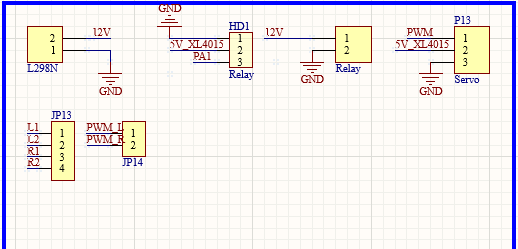 GND
12V
HD1
12V
P13
2
1
L298N
GND
5V_XL4015
PA1
1
2
3
Relay
1
2
Relay
GND
PWM
5V_XL4015
1
2
3
Servo
GND
JP13
L1
L2
R1
R2
1
2
3
4
PWM_L
PWM_R
1
2
JP14